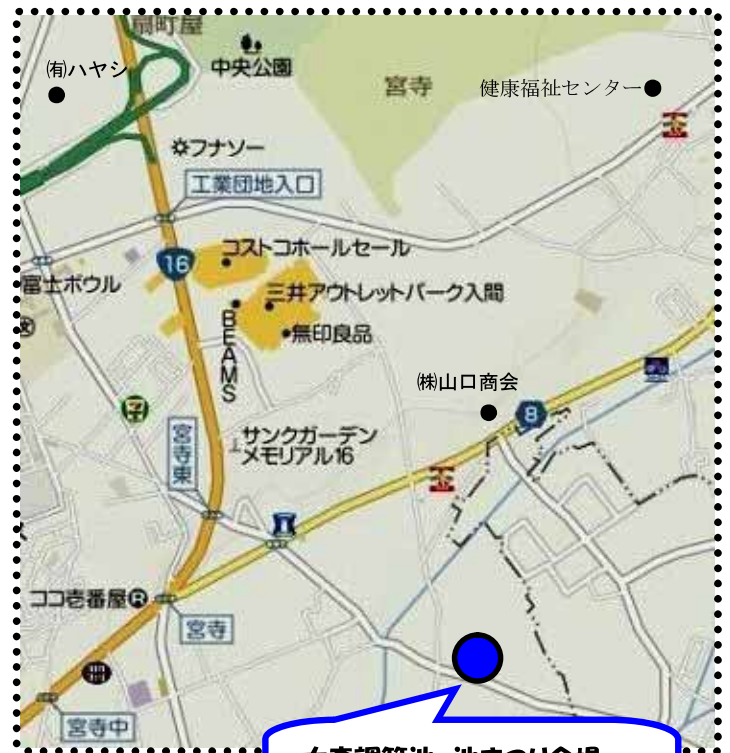 扇町屋
㈲ハヤシ
中央公園
宮寺
健康福祉センター
フナソー
工業団地入口
コストコホールセール
16
富士ボウル
三井アウトレットパーク入間
BEAMS
無印良品
㈱山口商会
8
7
宮寺東
サンクガーデン
メモリアル16
ココ壱番屋R
宮寺
宮寺中